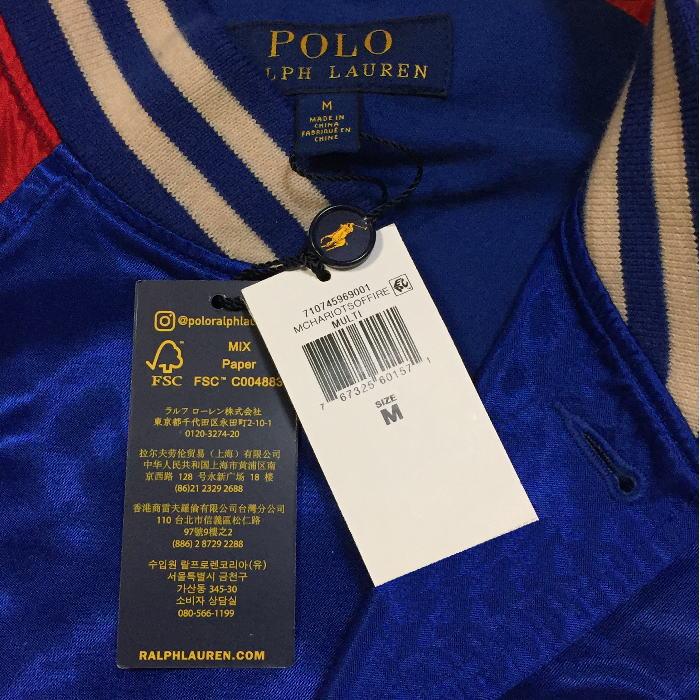 POLO
RALPH LAUREN
M
MADE IN
CHINA
FABRIQUÉ EN
CHINE
710745969001
MCHARIOTSOFFIRE
MULTI
7 67325 60157 1
SIZE
M
@poloralphlau
MIX
Paper
FSC
FSC™ C004883
ラルフ ローレン株式会社
東京都千代田区永田町2-10-1
0120-3274-20
拉尔夫劳伦贸易（上海）有限公司
中华人民共和国上海市黄浦区南
京西路 128 号永新广场 18 楼
(86)21 2329 2688
香港商雷夫羅倫有限公司台灣分公司
110 台北市信義區松仁路
97號9樓之2
(886) 2 8729 2288
수입원 랄프로렌코리아(유)
서울특별시 금천구
가산동 345-30
소비자 상담실
080-566-1199
RALPHLAUREN.COM